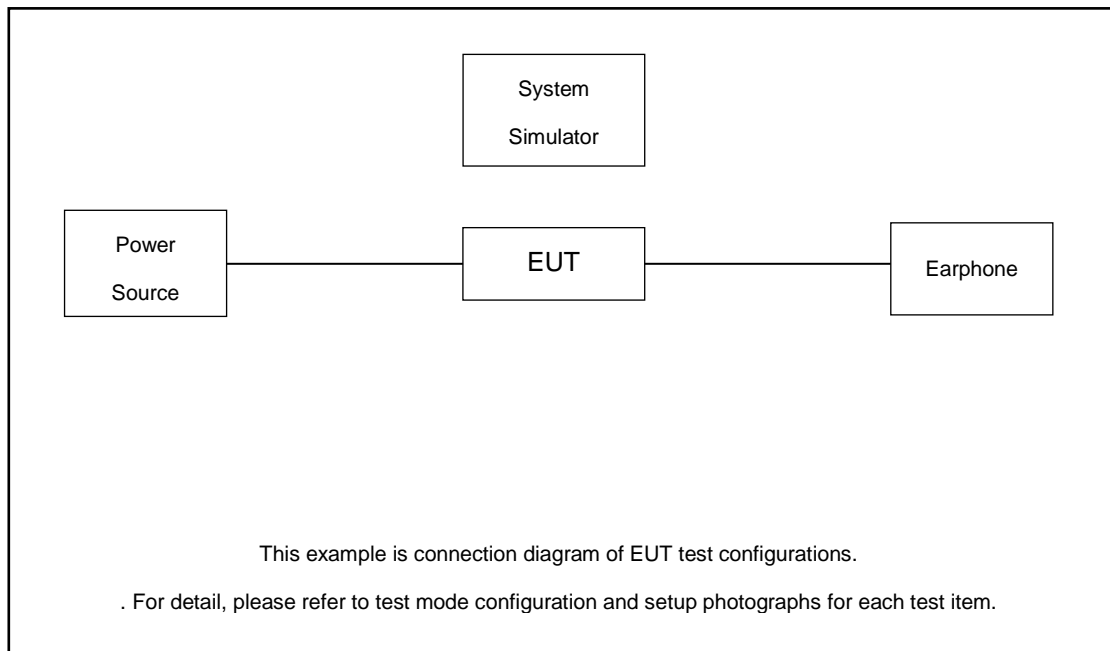 System
Simulator
Power
Source
EUT
Earphone
This example is connection diagram of EUT test configurations.
. For detail, please refer to test mode configuration and setup photographs for each test item.